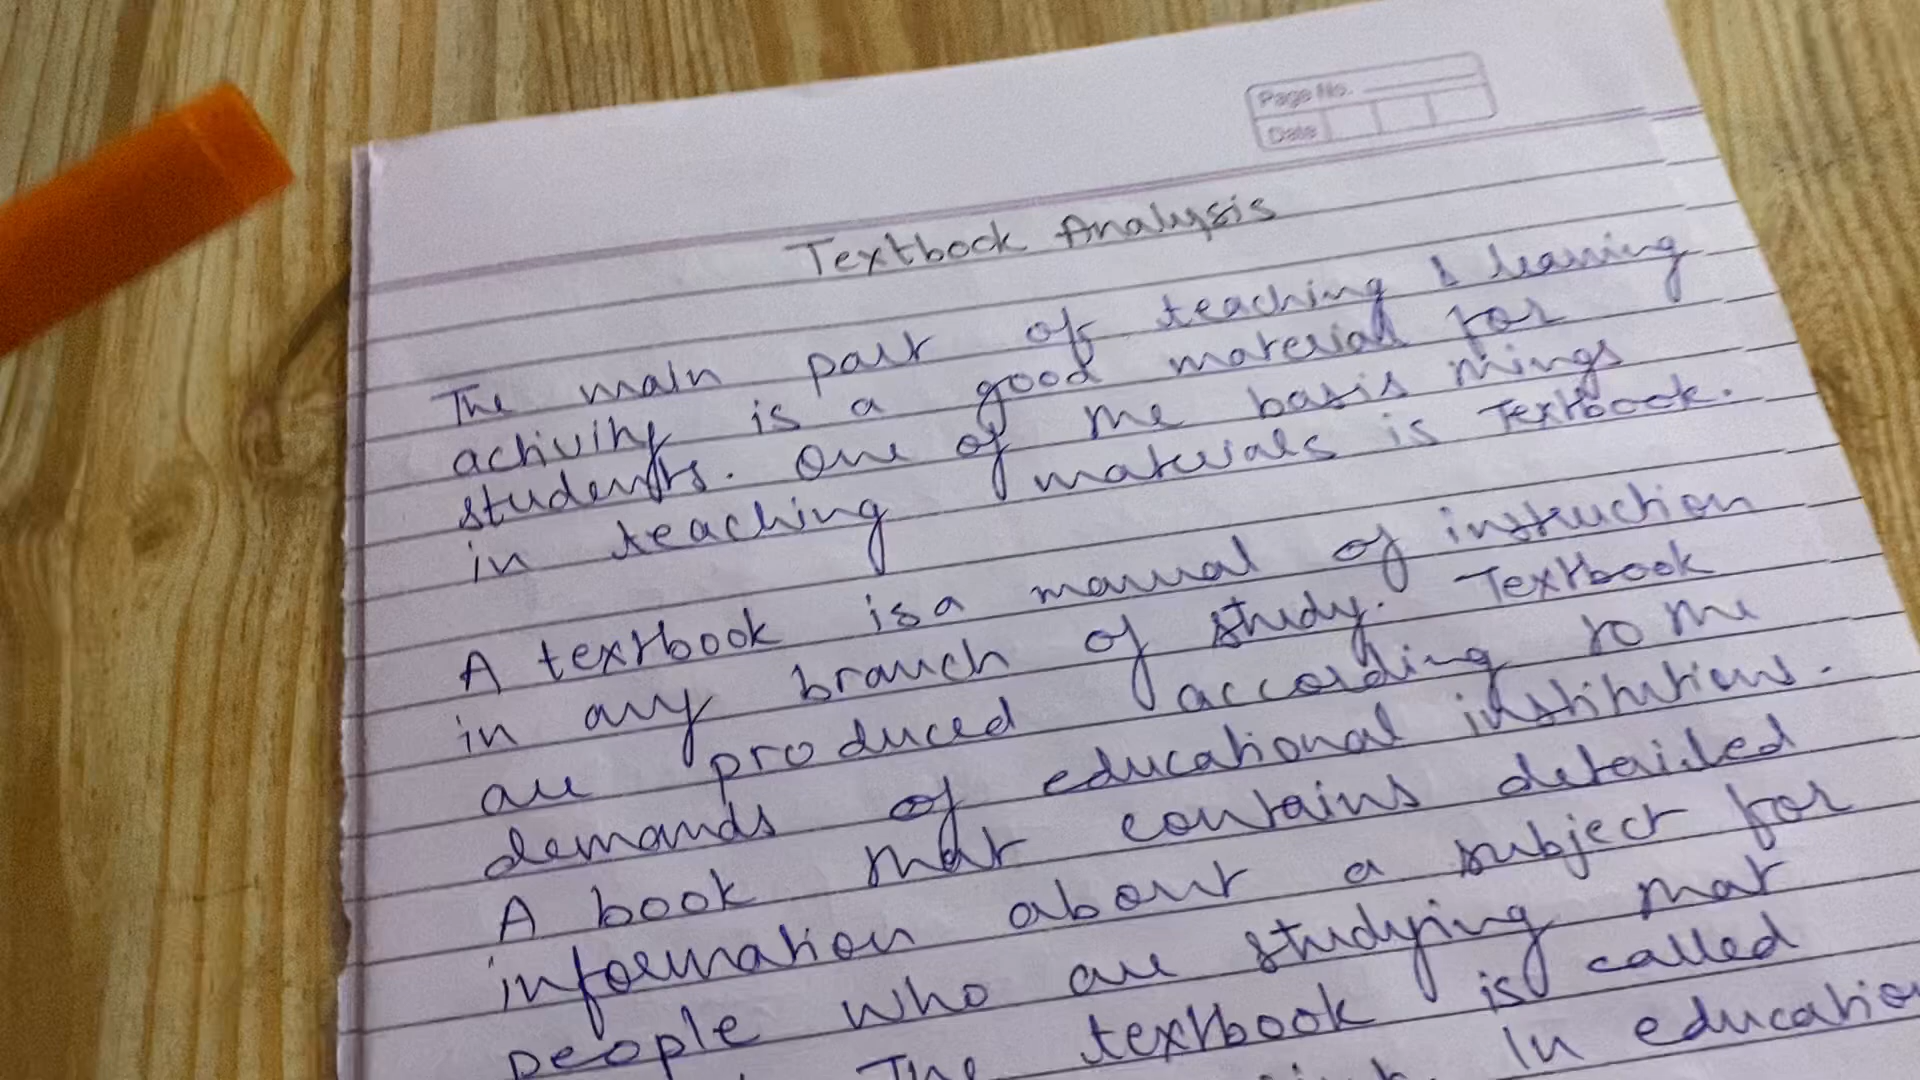 Page No.
Date
Textbook Analysis
The main part of teaching & learning
activity is a good material for
students. One of the basis things
in teaching materials is Textbook.
A textbook is a manual of instruction
in any branch of study. Textbook
are produced according to the
demands of educational institutions.
A book that contains detailed
information about a subject for
people who are studying that
The textbook is called
In education